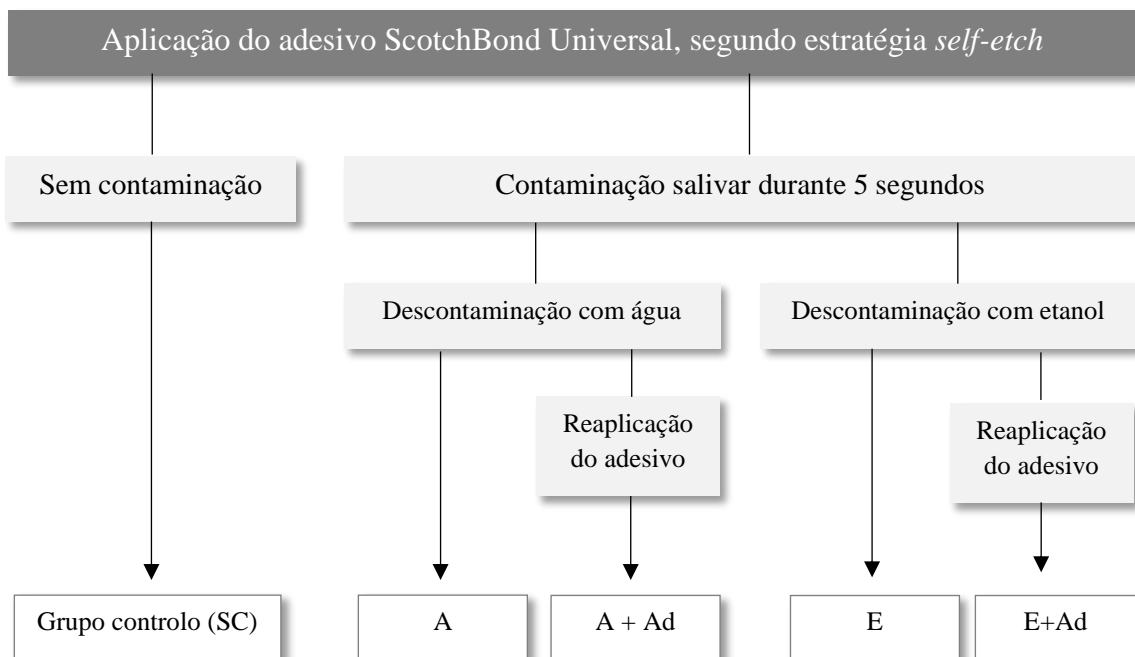 Aplicação do adesivo ScotchBond Universal, segundo estratégia self-etch
Sem contaminação
Contaminação salivar durante 5 segundos
Descontaminação com água
Descontaminação com etanol
Reaplicação
do adesivo
Reaplicação
do adesivo
Grupo controlo (SC)
A
A + Ad
E
E+Ad